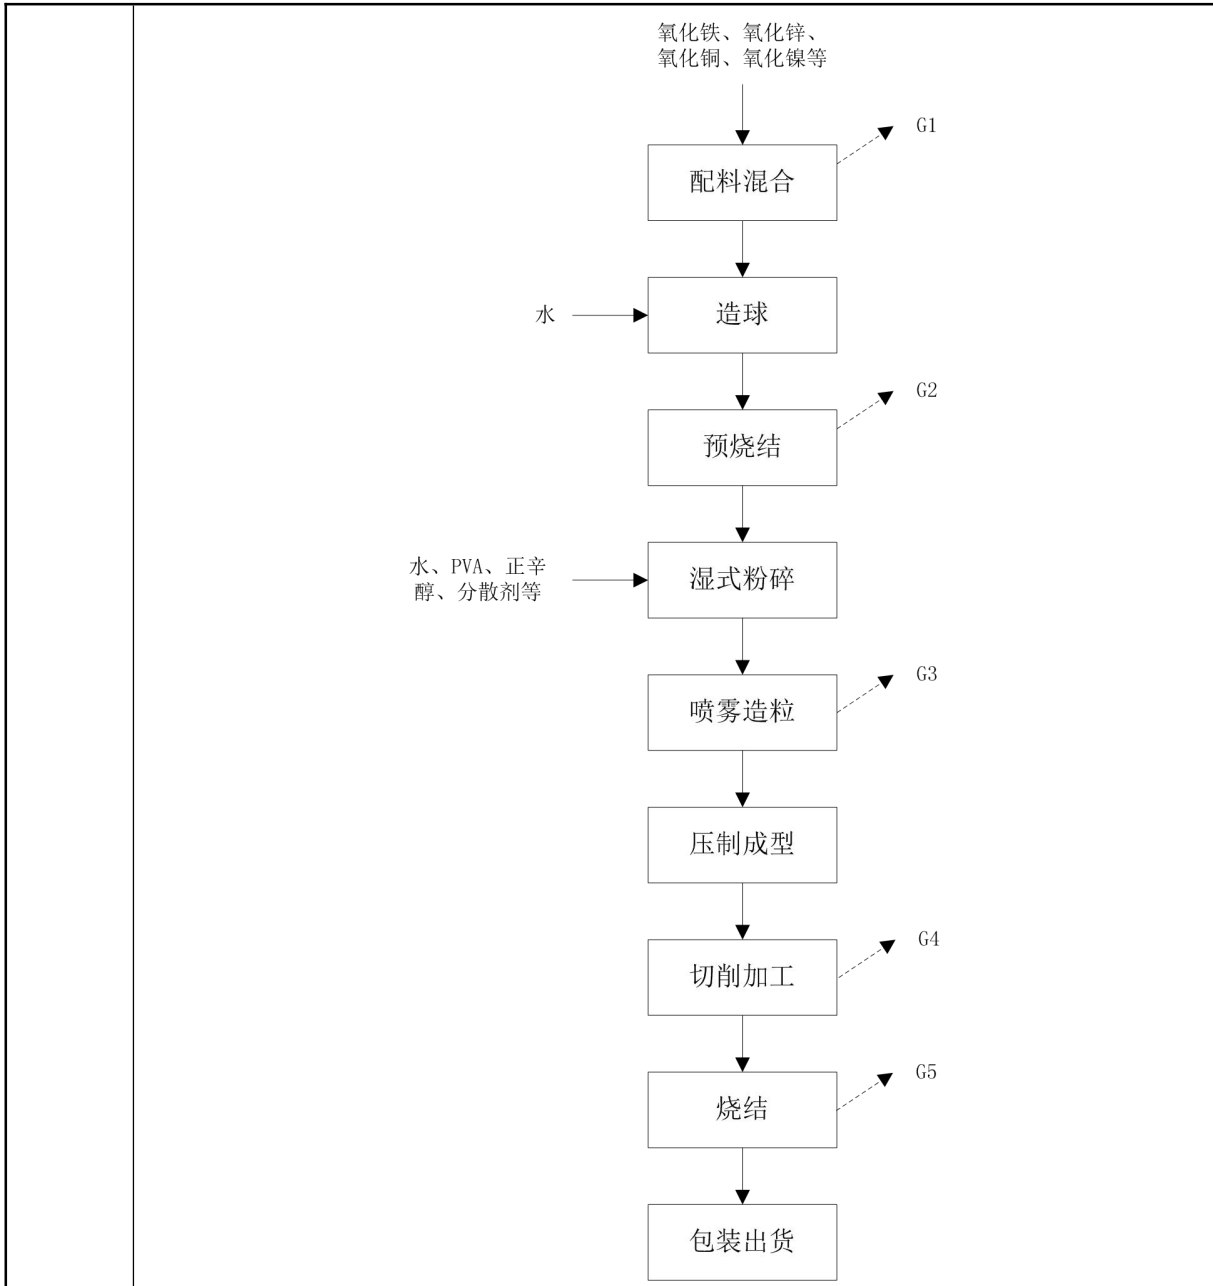 氧化铁、氧化锌、
氧化铜、氧化镍等
G1
配料混合
水
造球
G2
预烧结
水、PVA、正辛
醇、分散剂等
湿式粉碎
G3
喷雾造粒
压制成型
G4
切削加工
G5
烧结
包装出货